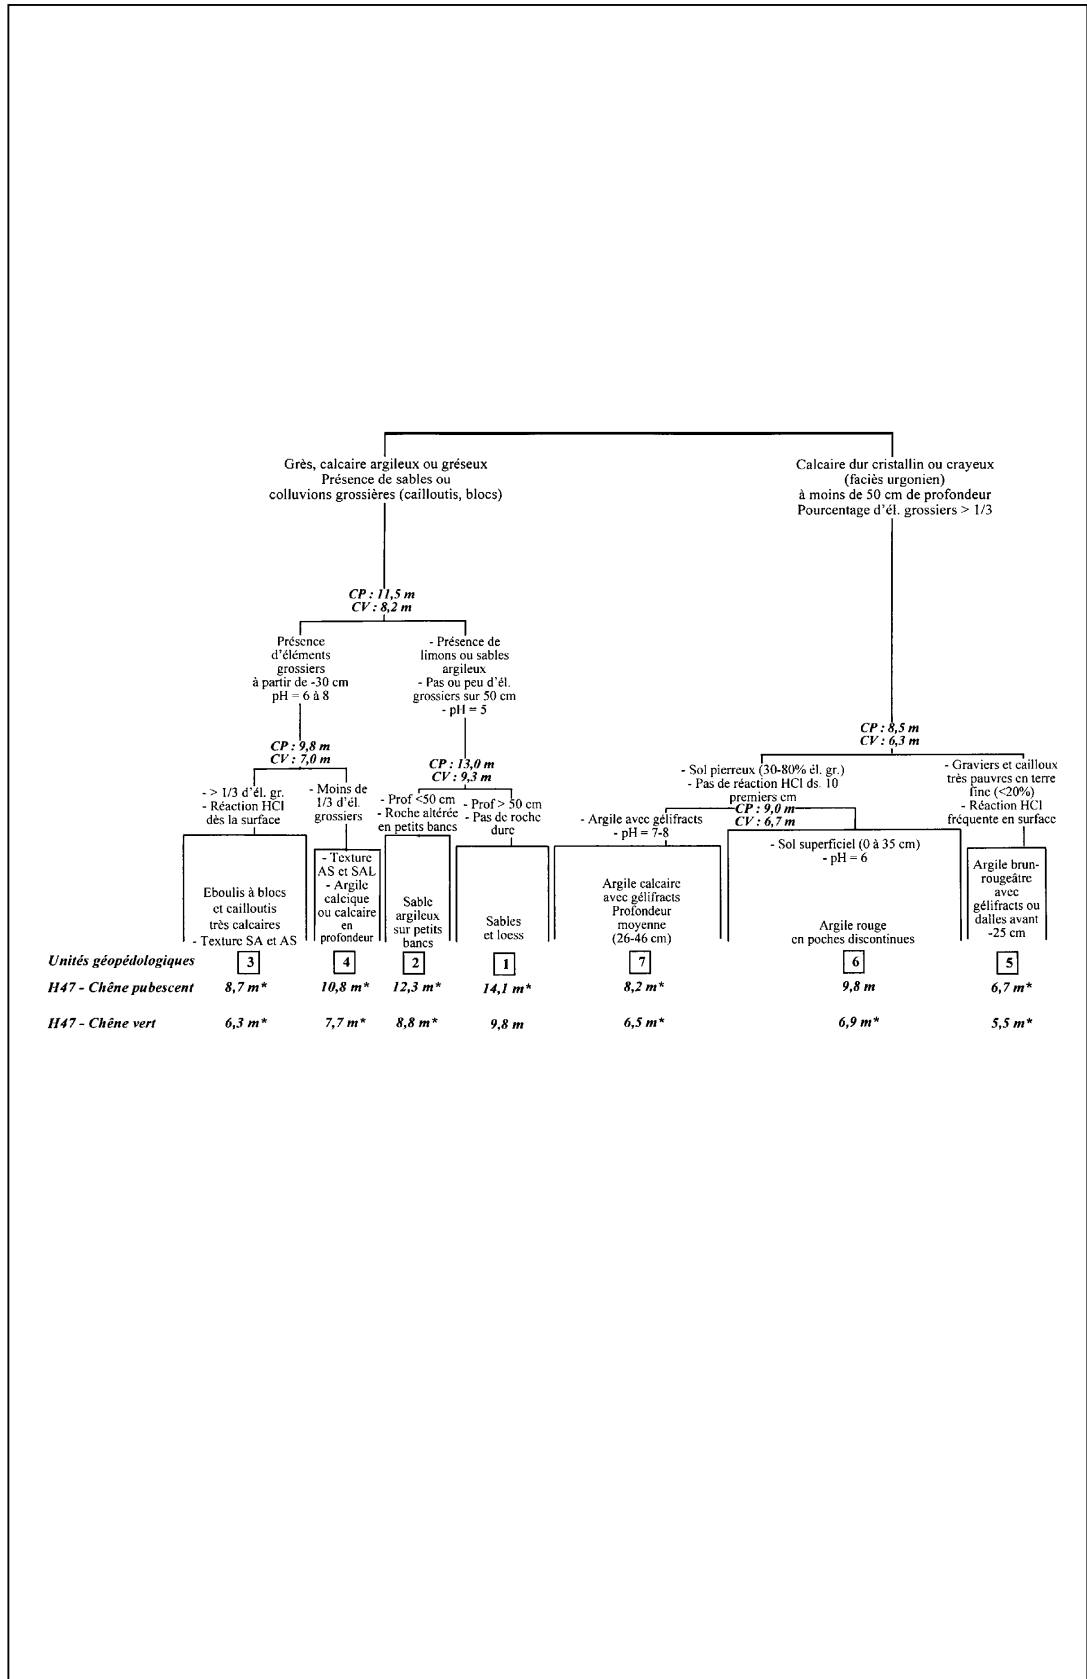 Grès, calcaire argileux ou gréseux
Présence de sables ou
colluvions grossières (cailloutis, blocs)
Calcaire dur cristallin ou crayeux
(faciès urgonien)
à moins de 50 cm de profondeur
Pourcentage d'él. grossiers > 1/3
CP : 11,5 m
CV : 8,2 m
Présence
d'éléments
grossiers
à partir de -30 cm
pH = 6 à 8
- Présence de
limons ou sables
argileux
- Pas ou peu d'él.
grossiers sur 50 cm
- pH = 5
CP : 8,5 m
CV : 6,3 m
CP : 9,8 m
CV : 7,0 m
CP : 13,0 m
CV : 9,3 m
- > 1/3 d'él. gr.
- Réaction HCl
dès la surface
- Moins de
1/3 d'él.
grossiers
- Prof <50 cm
- Roche altérée
en petits bancs
- Prof > 50 cm
- Pas de roche
dure
- Sol pierreux (30-80% él. gr.)
- Pas de réaction HCl ds. 10
premiers cm
CP : 9,0 m
CV : 6,7 m
- Graviers et cailloux
très pauvres en terre
fine (<20%)
- Réaction HCl
fréquente en surface
- Argile avec gélifracts
- pH = 7-8
- Sol superficiel (0 à 35 cm)
- pH = 6
Eboulis à blocs
et cailloutis
très calcaires
- Texture SA et AS
- Texture
AS et SAL
- Argile
calcique
ou calcaire
en
profondeur
Sable
argileux
sur petits
bancs
Sables
et loess
Argile calcaire
avec gélifracts
Profondeur
moyenne
(26-46 cm)
Argile rouge
en poches discontinues
Argile brun-
rougeâtre
avec
gélifracts ou
dalles avant
-25 cm
Unités géopédologiques 3 4 2 1 7 6 5
H47 - Chêne pubescent 8,7 m* 10,8 m* 12,3 m* 14,1 m* 8,2 m* 9,8 m 6,7 m*
H47 - Chêne vert 6,3 m* 7,7 m* 8,8 m* 9,8 m 6,5 m* 6,9 m* 5,5 m*